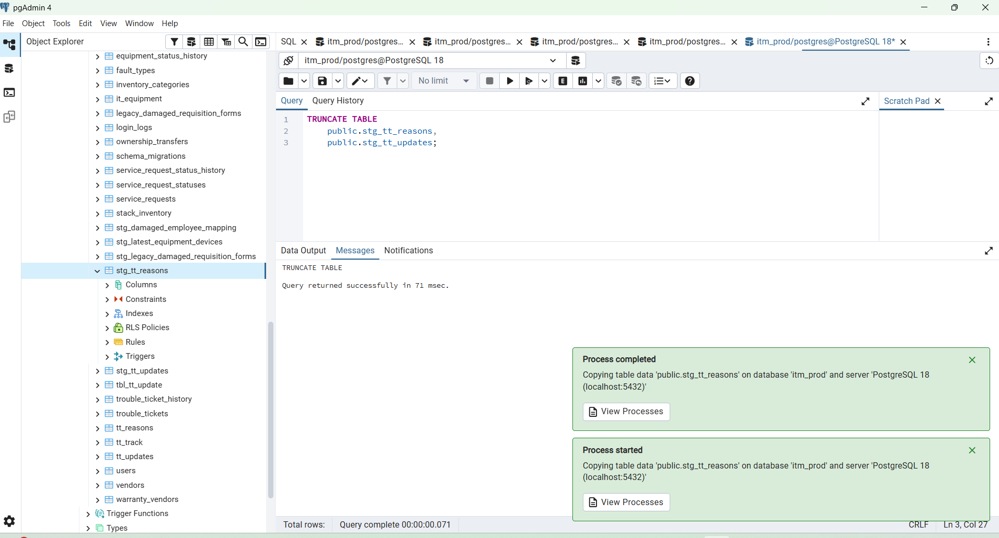 pgAdmin 4
File Object Tools Edit View Window Help
Object Explorer
equipment_status_history
fault_types
inventory_categories
it_equipment
legacy_damaged_requisition_forms
login_logs
ownership_transfers
schema_migrations
service_request_status_history
service_request_statuses
service_requests
stack_inventory
stg_damaged_employee_mapping
stg_latest_equipment_devices
stg_legacy_damaged_requisition_forms
stg_tt_reasons
Columns
Constraints
Indexes
RLS Policies
Rules
Triggers
stg_tt_updates
tbl_tt_update
trouble_ticket_history
trouble_tickets
tt_reasons
tt_track
tt_updates
users
vendors
warranty_vendors
Trigger Functions
Types
SQL itm_prod/postgres... itm_prod/postgres... itm_prod/postgres... itm_prod/postgres... itm_prod/postgres@PostgreSQL 18*
itm_prod/postgres@PostgreSQL 18
No limit E
Query Query History
Scratch Pad
1 TRUNCATE TABLE
2 public.stg_tt_reasons,
3 public.stg_tt_updates;
Data Output Messages Notifications
TRUNCATE TABLE
Query returned successfully in 71 msec.
Process completed
Copying table data 'public.stg_tt_reasons' on database 'itm_prod' and server 'PostgreSQL 18
(localhost:5432)'
View Processes
Process started
Copying table data 'public.stg_tt_reasons' on database 'itm_prod' and server 'PostgreSQL 18
(localhost:5432)'
View Processes
Total rows: Query complete 00:00:00.071 CRLF Ln 3, Col 27